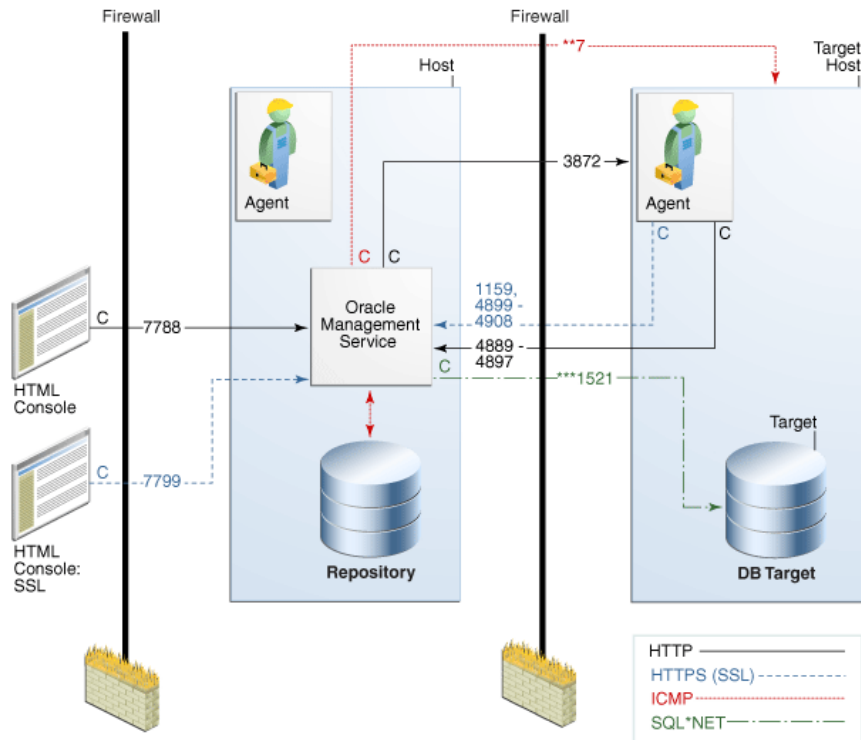 Firewall
Firewall
**7
Host
Target
Host
Agent
3872
Agent
C
C
C
C
C
7788
Oracle
Management
Service
1159,
4899 -
4908
4889 -
4897
C
***1521
HTML
Console
C
7799
Target
HTML
Console:
SSL
Repository
DB Target
HTTP
HTTPS (SSL)
ICMP
SQL*NET